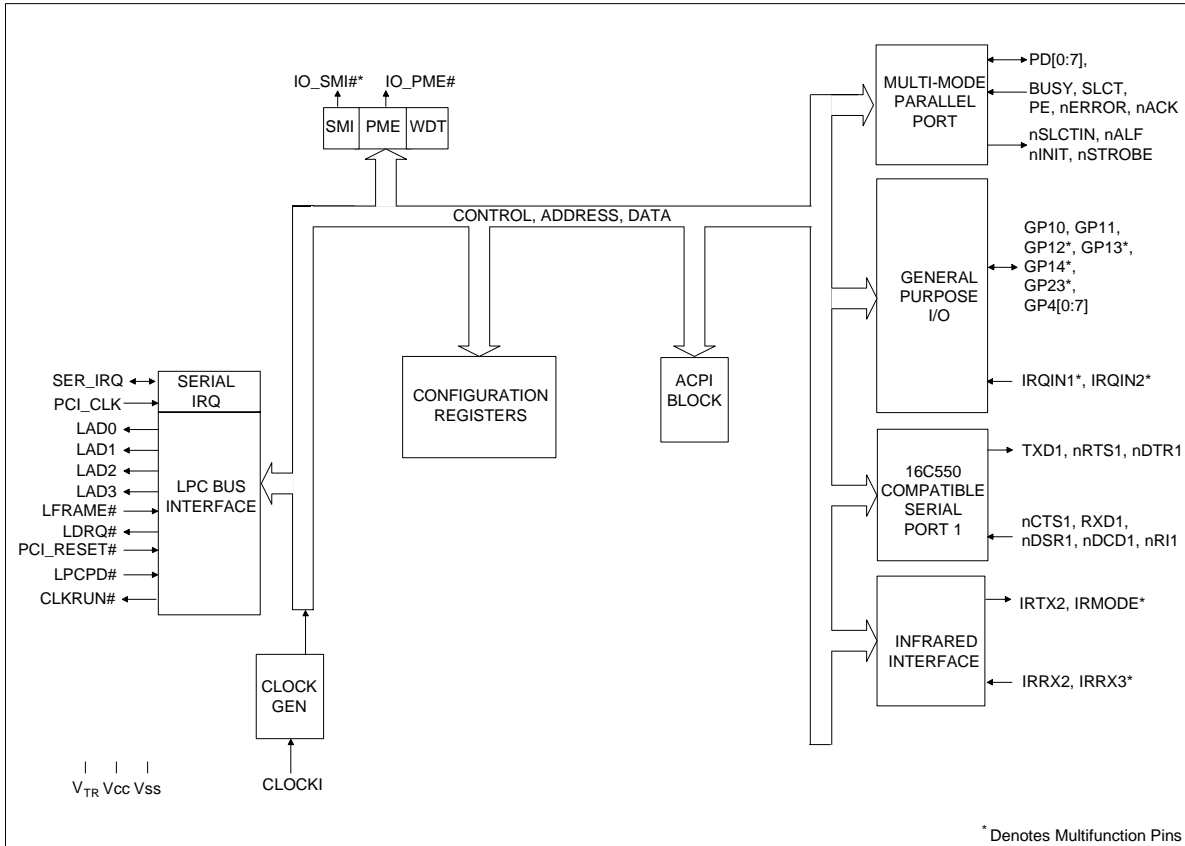 IO_SMI#* IO_PME#
SMI PME WDT
CONTROL, ADDRESS, DATA
MULTI-MODE
PARALLEL
PORT
PD[0:7],
BUSY, SLCT,
PE, nERROR, nACK
nSLCTIN, nALF
nINIT, nSTROBE
GENERAL
PURPOSE
I/O
GP10, GP11,
GP12*, GP13*,
GP14*,
GP23*,
GP4[0:7]
IRQIN1*, IRQIN2*
CONFIGURATION
REGISTERS
ACPI
BLOCK
SER_IRQ
PCI_CLK
SERIAL
IRQ
LAD0
LAD1
LAD2
LAD3
LFRAME#
LDRQ#
PCI_RESET#
LPCPD#
CLKRUN#
LPC BUS
INTERFACE
16C550
COMPATIBLE
SERIAL
PORT 1
TXD1, nRTS1, nDTR1
nCTS1, RXD1,
nDSR1, nDCD1, nRI1
INFRARED
INTERFACE
IRTX2, IRMODE*
IRRX2, IRRX3*
CLOCK
GEN
CLOCKI
VTR Vcc Vss
* Denotes Multifunction Pins